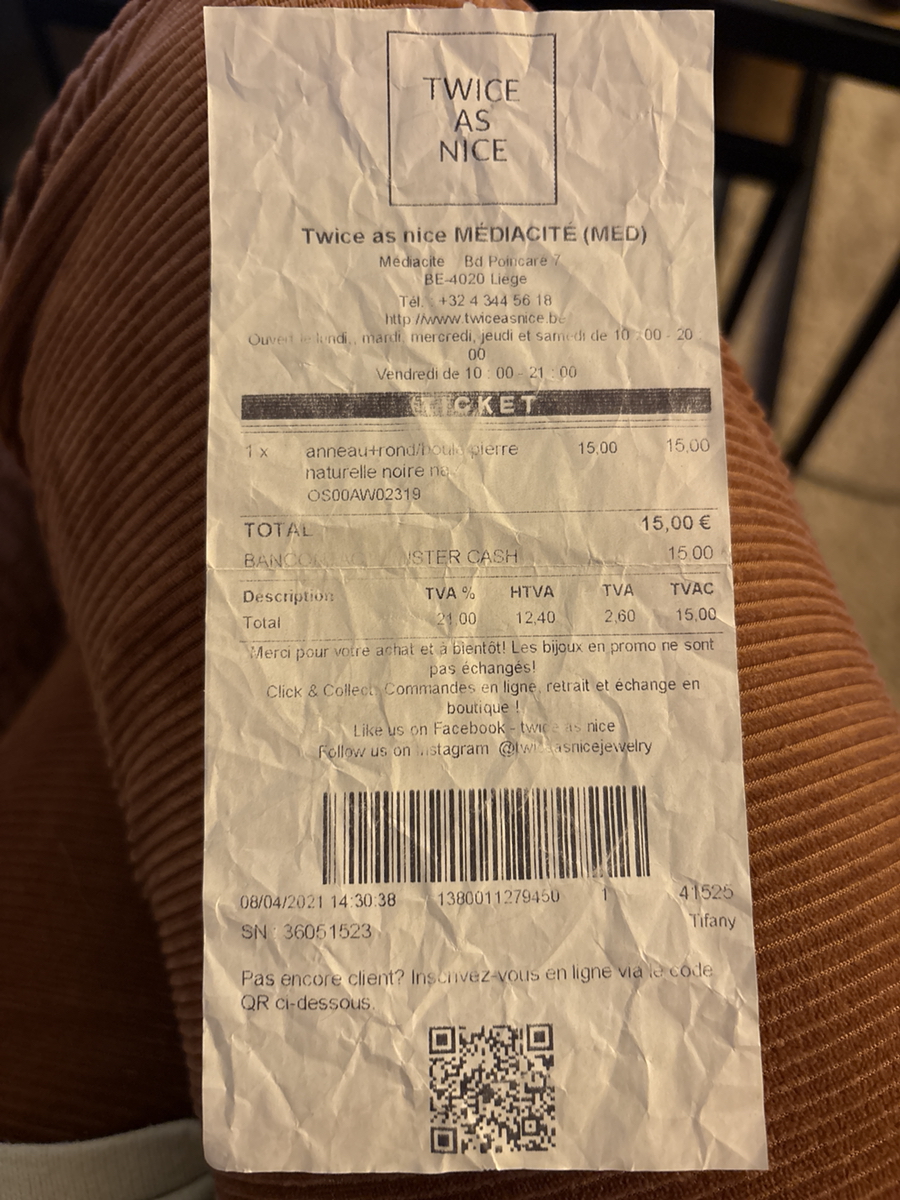 TWICE
AS
NICE
Twice as nice MÉDIACITÉ (MED)
Médiacité Bd Poincaré 7
BE-4020 Liège
Tél. : +32 4 344 56 18
http://www.twiceasnice.be
Ouvert le lundi, mardi, mercredi, jeudi et samedi de 10 : 00 - 20 :
00
Vendredi de 10 : 00 - 21 : 00
TICKET
1 x anneau+rond/boule pierre 15,00 15,00
naturelle noire
OS00AW02319
TOTAL 15,00 €
CASH 15,00
Description TVA % HTVA TVA TVAC
Total 21,00 12,40 2,60 15,00
Merci pour votre achat et à bientôt! Les bijoux en promo ne sont
pas échangés!
Click & Collect: Commandes en ligne, retrait et échange en
boutique !
Like us on Facebook - twice as nice
Follow us on Instagram @twiceasnicejewelry
08/04/2021 14:30:38 1380011279450 1 41525
Tifany
SN : 36051523
Pas encore client? Inscrivez-vous en ligne via le code
QR ci-dessous.